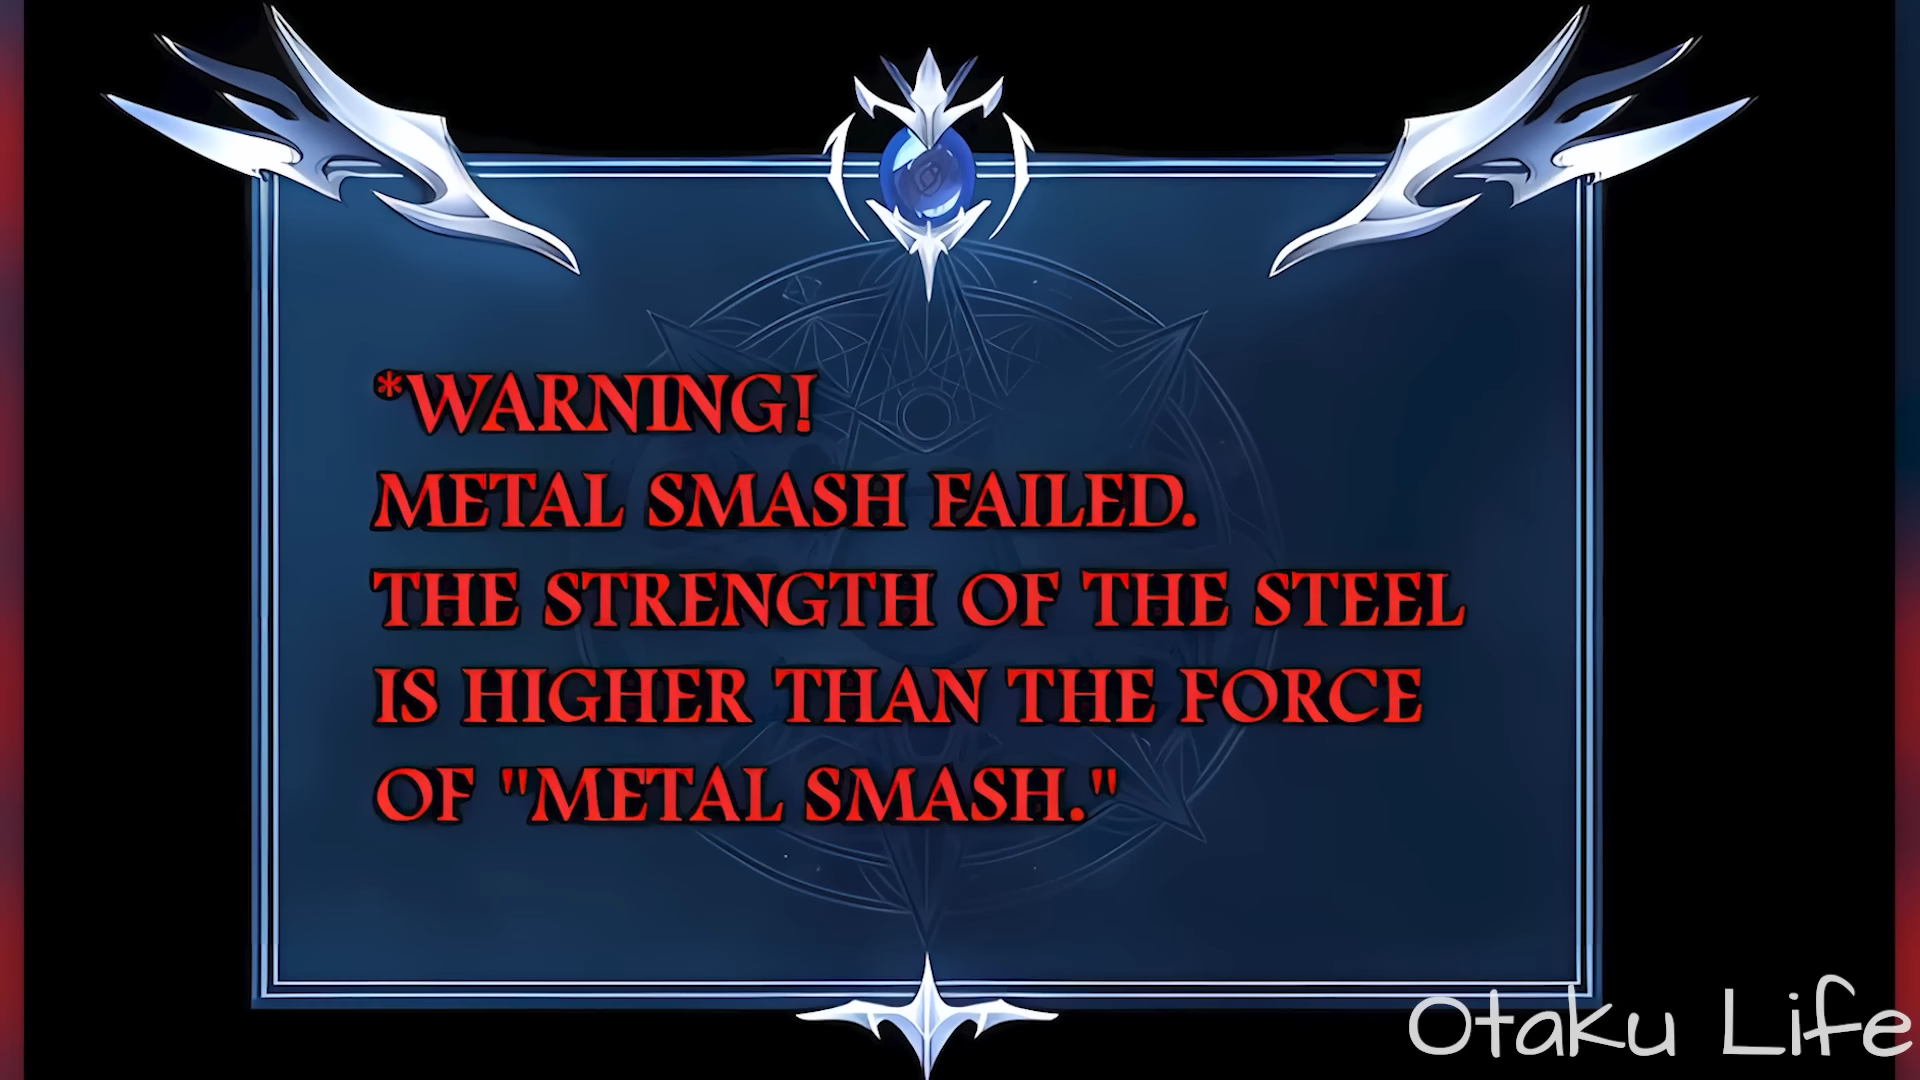 *WARNING!
METAL SMASH FAILED.
THE STRENGTH OF THE STEEL
IS HIGHER THAN THE FORCE
OF "METAL SMASH."
Otaku Life